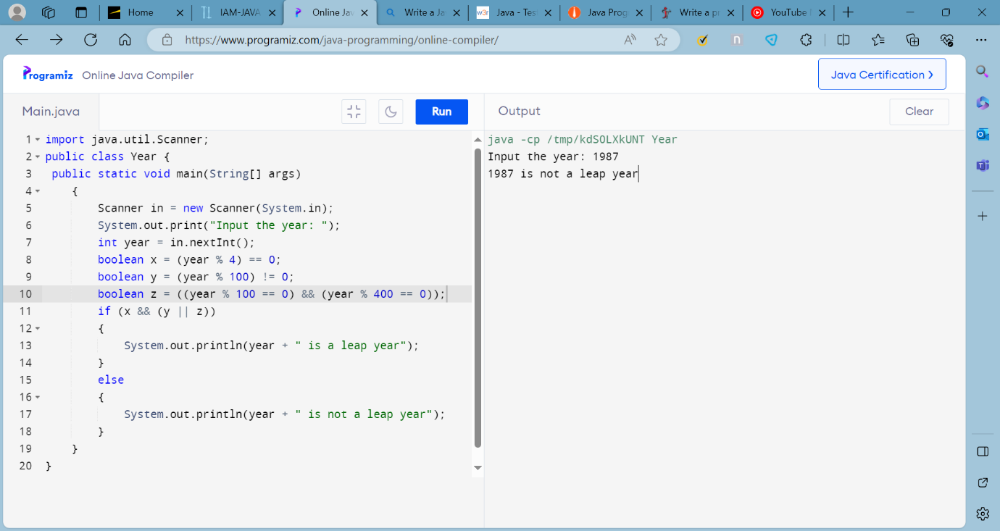 Home
IAM-JAVA
Online Jav
Write a Ja
w3r Java - Tes
Java Prog
Write a pr
YouTube
https://www.programiz.com/java-programming/online-compiler/
Programiz Online Java Compiler
Java Certification
Main.java
Run
Output
Clear
1 import java.util.Scanner;
2 public class Year {
3 public static void main(String[] args)
4 {
5 Scanner in = new Scanner(System.in);
6 System.out.print("Input the year: ");
7 int year = in.nextInt();
8 boolean x = (year % 4) == 0;
9 boolean y = (year % 100) != 0;
10 boolean z = ((year % 100 == 0) && (year % 400 == 0));
11 if (x && (y || z))
12 {
13 System.out.println(year + " is a leap year");
14 }
15 else
16 {
17 System.out.println(year + " is not a leap year");
18 }
19 }
20 }
java -cp /tmp/kdSOLXkUNT Year
Input the year: 1987
1987 is not a leap year